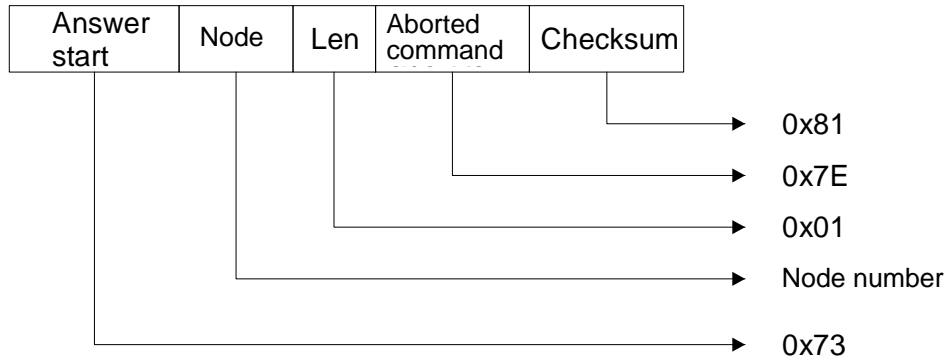 Answer
start
Node
Len
Aborted
command
Checksum
0x81
0x7E
0x01
Node number
0x73